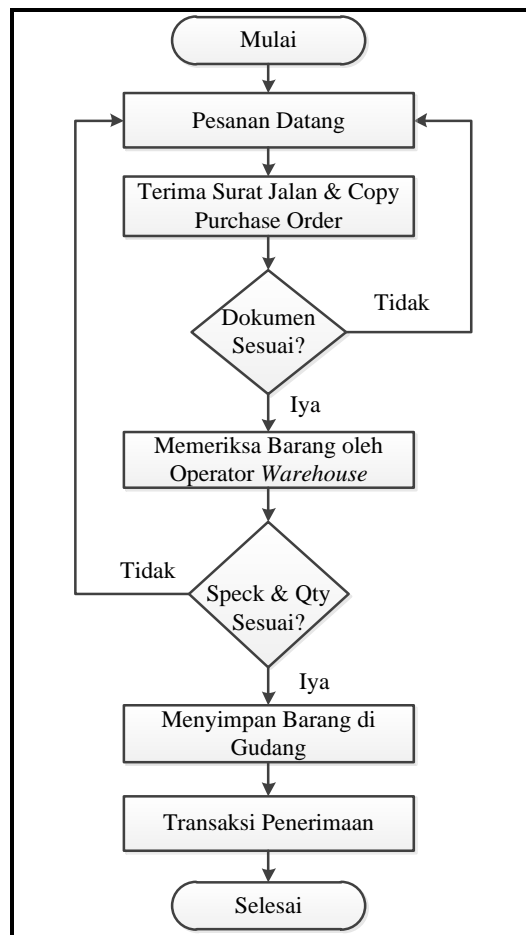 Mulai
Pesanan Datang
Terima Surat Jalan & Copy
Purchase Order
Dokumen
Sesuai?
Tidak
Iya
Memeriksa Barang oleh
Operator Warehouse
Tidak
Speck & Qty
Sesuai?
Iya
Menyimpan Barang di
Gudang
Transaksi Penerimaan
Selesai